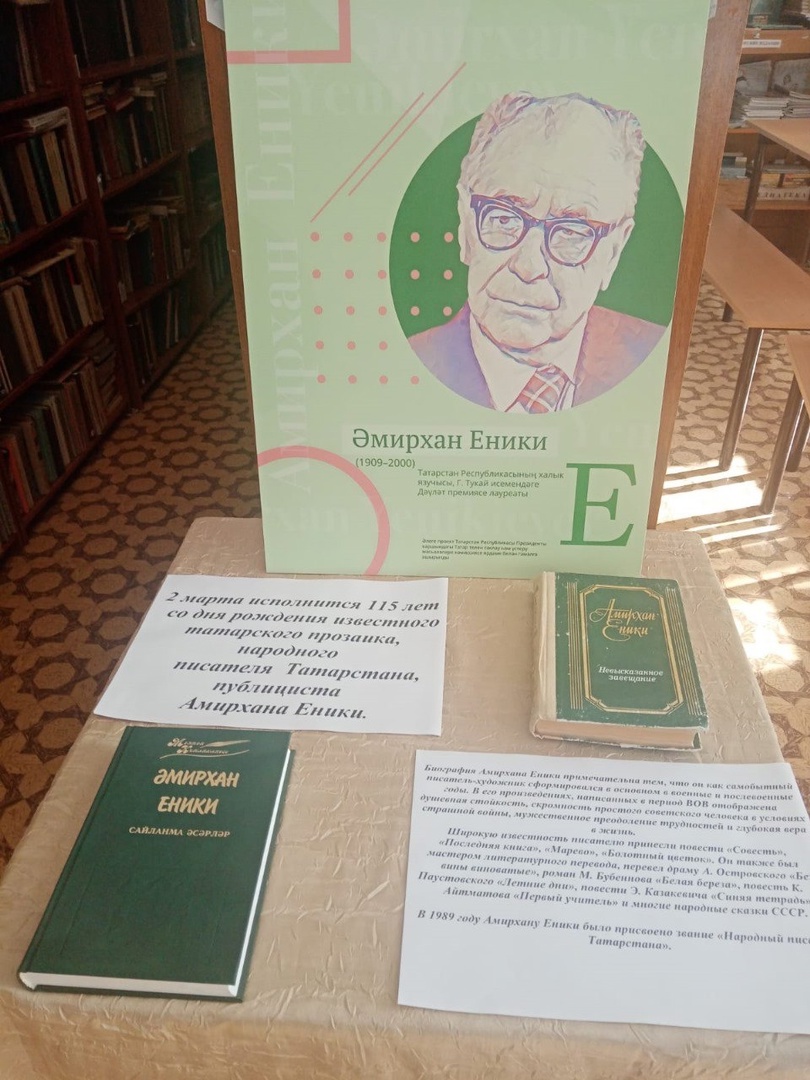 Амирхан Еники
Әмирхан Еники
(1909–2000)
Татарстан Республикасының халык
язучысы, Г. Тукай исемендәге
Дәүләт премиясе лауреаты
Е
2 марта исполнится 115 лет
со дня рождения известного
татарского прозаика,
народного
писателя Татарстана,
публициста
Амирхана Еники.
Амирхан
Еники
Невысказанное
завещание
ӘМИРХАН
ЕНИКИ
САЙЛАНМА ӘСӘРЛӘР
Биография Амирхана Еники примечательна тем, что он как самобытный
писатель-художник сформировался в основном в военные и послевоенные
годы. В его произведениях, написанных в период ВОВ отображена
душевная стойкость, скромность простого советского человека в условиях
страшной войны, мужественное преодоление трудностей и глубокая вера
в жизнь.
Широкую известность писателю принесли повести «Совесть»,
«Последняя книга», «Марево», «Болотный цветок». Он также был
мастером литературного перевода, перевел драму А. Островского «Без
вины виноватые», роман М. Бубеннова «Белая береза», повесть К.
Паустовского «Летние дни», повести Э. Казакевича «Синяя тетрадь»
Айтматова «Первый учитель» и многие народные сказки СССР.
В 1989 году Амирхану Еники было присвоено звание «Народный пис
Татарстана».